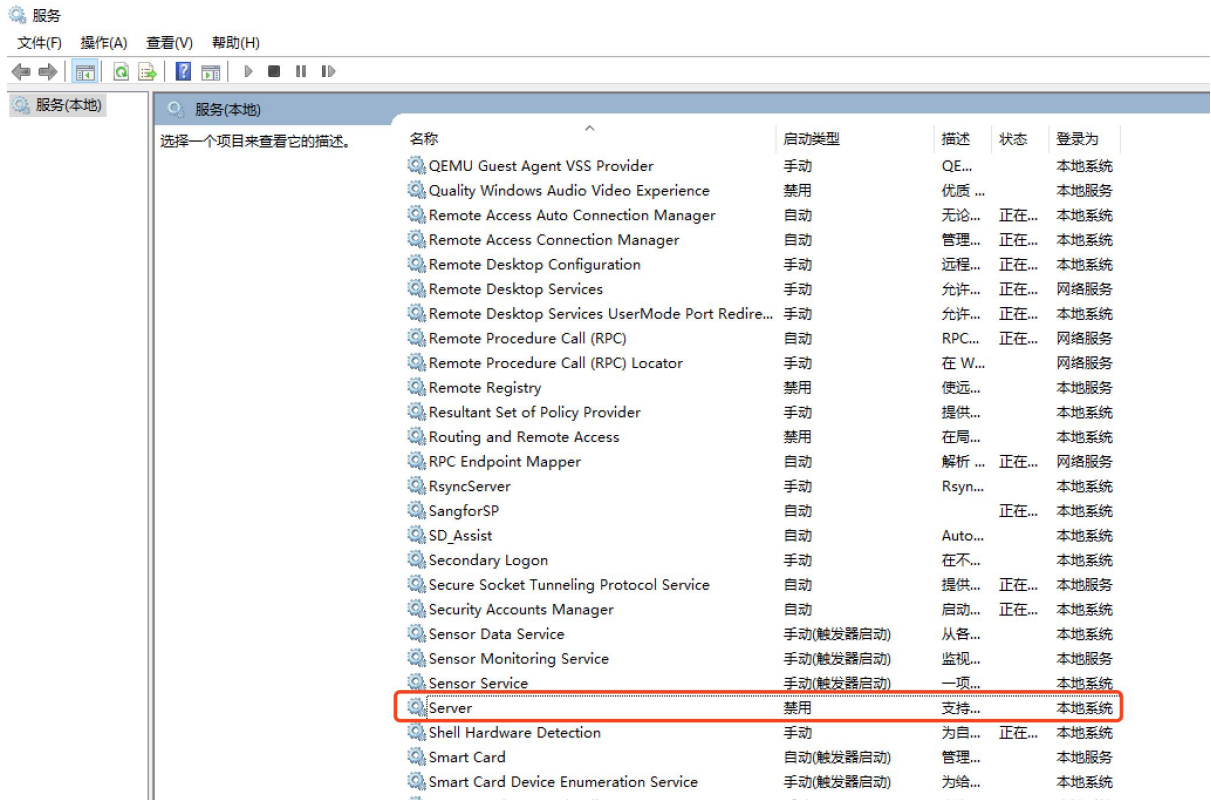 服务
文件(F) 操作(A) 查看(V) 帮助(H)
服务(本地)
服务(本地)
选择一个项目来查看它的描述。
名称 启动类型 描述 状态 登录为
QEMU Guest Agent VSS Provider 手动 QE... 本地系统
Quality Windows Audio Video Experience 禁用 优质 ... 本地服务
Remote Access Auto Connection Manager 自动 无论... 正在... 本地系统
Remote Access Connection Manager 自动 管理... 正在... 本地系统
Remote Desktop Configuration 手动 远程... 正在... 本地系统
Remote Desktop Services 手动 允许... 正在... 网络服务
Remote Desktop Services UserMode Port Redire... 手动 允许... 正在... 本地系统
Remote Procedure Call (RPC) 自动 RPC... 正在... 网络服务
Remote Procedure Call (RPC) Locator 手动 在 W... 网络服务
Remote Registry 禁用 使远... 本地服务
Resultant Set of Policy Provider 手动 提供... 本地系统
Routing and Remote Access 禁用 在局... 本地系统
RPC Endpoint Mapper 自动 解析 ... 正在... 网络服务
RsyncServer 手动 Rsyn... 本地系统
SangforSP 自动 正在... 本地系统
SD_Assist 自动 Auto... 本地系统
Secondary Logon 手动 在不... 本地系统
Secure Socket Tunneling Protocol Service 自动 提供... 正在... 本地服务
Security Accounts Manager 自动 启动... 正在... 本地系统
Sensor Data Service 手动(触发器启动) 从各... 本地系统
Sensor Monitoring Service 手动(触发器启动) 监视... 本地服务
Sensor Service 手动(触发器启动) 一项... 本地系统
Server 禁用 支持... 本地系统
Shell Hardware Detection 手动 为自... 正在... 本地系统
Smart Card 自动(触发器启动) 管理... 本地服务
Smart Card Device Enumeration Service 手动(触发器启动) 为给... 本地系统